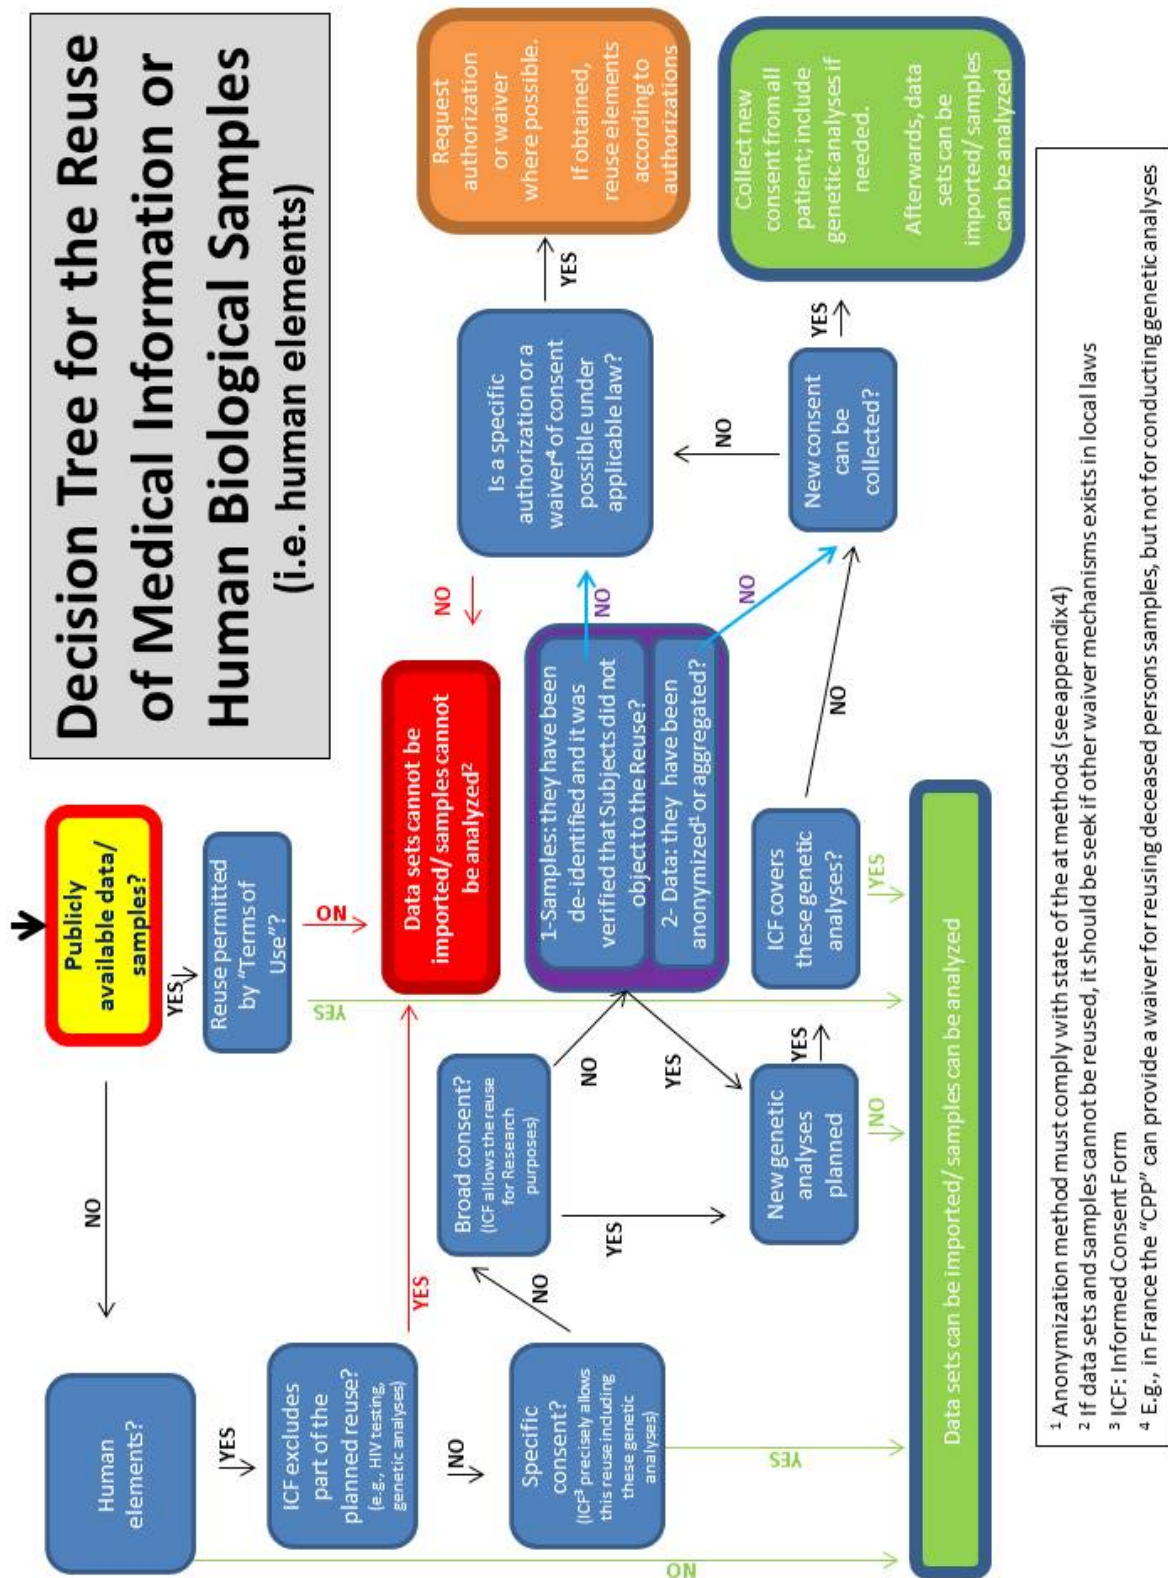 Decision Tree for the Reuse
of Medical Information or
Human Biological Samples
(i.e. human elements)
Publicly
available data/
samples?
YES
NO
Reuse permitted
by "Terms of
Use"?
NO
YES
Human
elements?
YES
NO
ICF excludes
part of the
planned reuse?
(e.g., HIV testing,
genetic analyses)
YES
NO
Specific
consent?
(ICF³ precisely allows
this reuse including
these genetic
analyses)
NO
YES
Broad consent?
(ICF allows the reuse
for Research
purposes)
NO
YES
Data sets cannot be
imported/ samples cannot
be analyzed²
1-Samples: they have been
de-identified and it was
verified that Subjects did not
object to the Reuse?
2- Data: they have been
anonymized¹ or aggregated?
YES
NO
NO
New genetic
analyses
planned
YES
NO
ICF covers
these genetic
analyses?
YES
NO
Is a specific
authorization or a
waiver⁴ of consent
possible under
applicable law?
NO
YES
New consent
can be
collected?
NO
YES
Request
authorization
or waiver
where possible.
If obtained,
reuse elements
according to
authorizations
Collect new
consent from all
patient; include
genetic analyses if
needed.
Afterwards, data
sets can be
imported/ samples
can be analyzed
Data sets can be imported/ samples can be analyzed
¹ Anonymization method must comply with state of the at methods (see appendix 4)
² If data sets and samples cannot be reused, it should be seek if other waiver mechanisms exists in local laws
³ ICF: Informed Consent Form
⁴ E.g., in France the "CPP" can provide a waiver for reusing deceased persons samples, but not for conducting genetic analyses